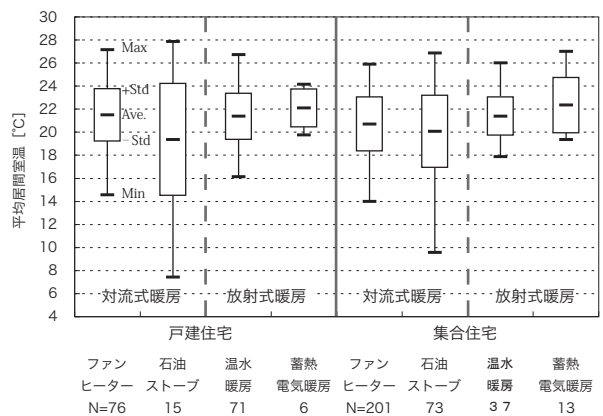 平均居間室温 [℃]
30
28
26
24
22
20
18
16
14
12
10
8
6
4
Max
+Std
Ave.
－Std
Min
対流式暖房 放射式暖房 対流式暖房 放射式暖房
戸建住宅 集合住宅
ファン 石油 温水 蓄熱 ファン 石油 温水 蓄熱
ヒーター ストーブ 暖房 電気暖房 ヒーター ストーブ 暖房 電気暖房
N=76 15 71 6 N=201 73 37 13